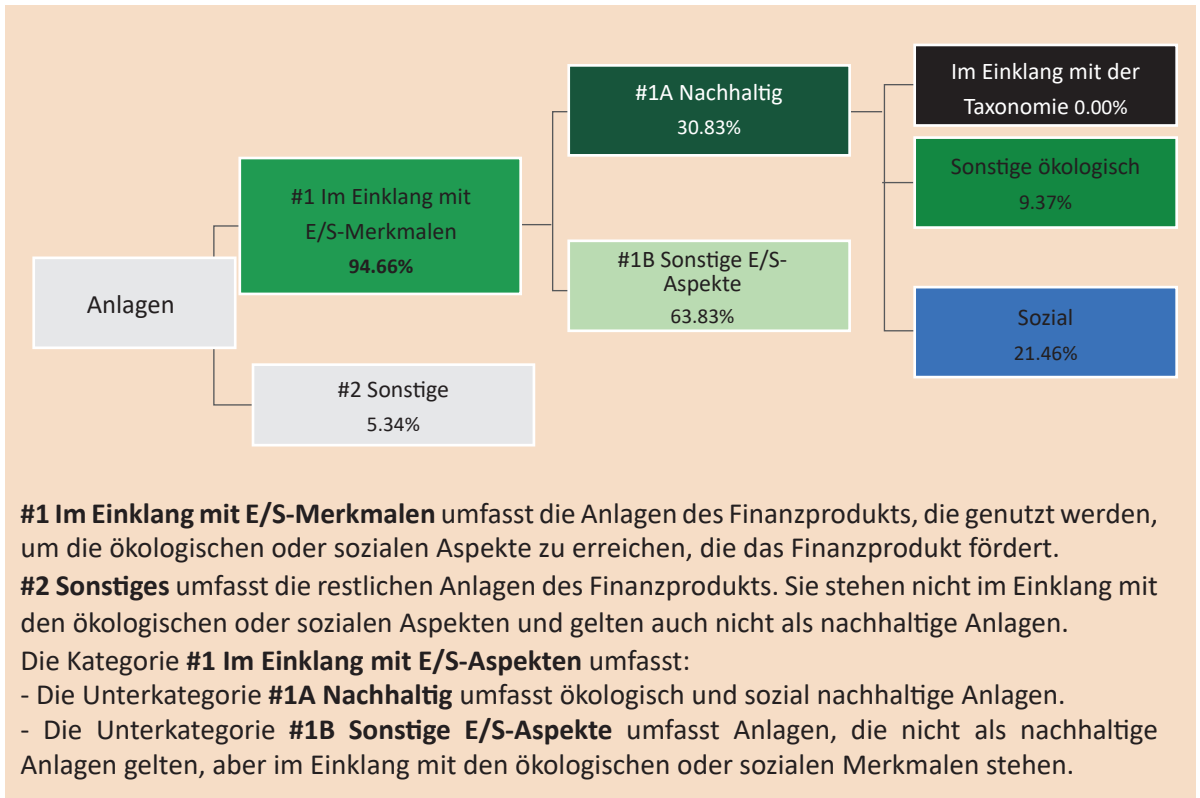 Anlagen
#1 Im Einklang mit
E/S-Merkmalen
94.66%
#2 Sonstige
5.34%
#1A Nachhaltig
30.83%
#1B Sonstige E/S-
Aspekte
63.83%
Im Einklang mit der
Taxonomie 0.00%
Sonstige ökologisch
9.37%
Sozial
21.46%
#1 Im Einklang mit E/S-Merkmalen umfasst die Anlagen des Finanzprodukts, die genutzt werden,
um die ökologischen oder sozialen Aspekte zu erreichen, die das Finanzprodukt fördert.
#2 Sonstiges umfasst die restlichen Anlagen des Finanzprodukts. Sie stehen nicht im Einklang mit
den ökologischen oder sozialen Aspekten und gelten auch nicht als nachhaltige Anlagen.
Die Kategorie #1 Im Einklang mit E/S-Aspekten umfasst:
- Die Unterkategorie #1A Nachhaltig umfasst ökologisch und sozial nachhaltige Anlagen.
- Die Unterkategorie #1B Sonstige E/S-Aspekte umfasst Anlagen, die nicht als nachhaltige
Anlagen gelten, aber im Einklang mit den ökologischen oder sozialen Merkmalen stehen.